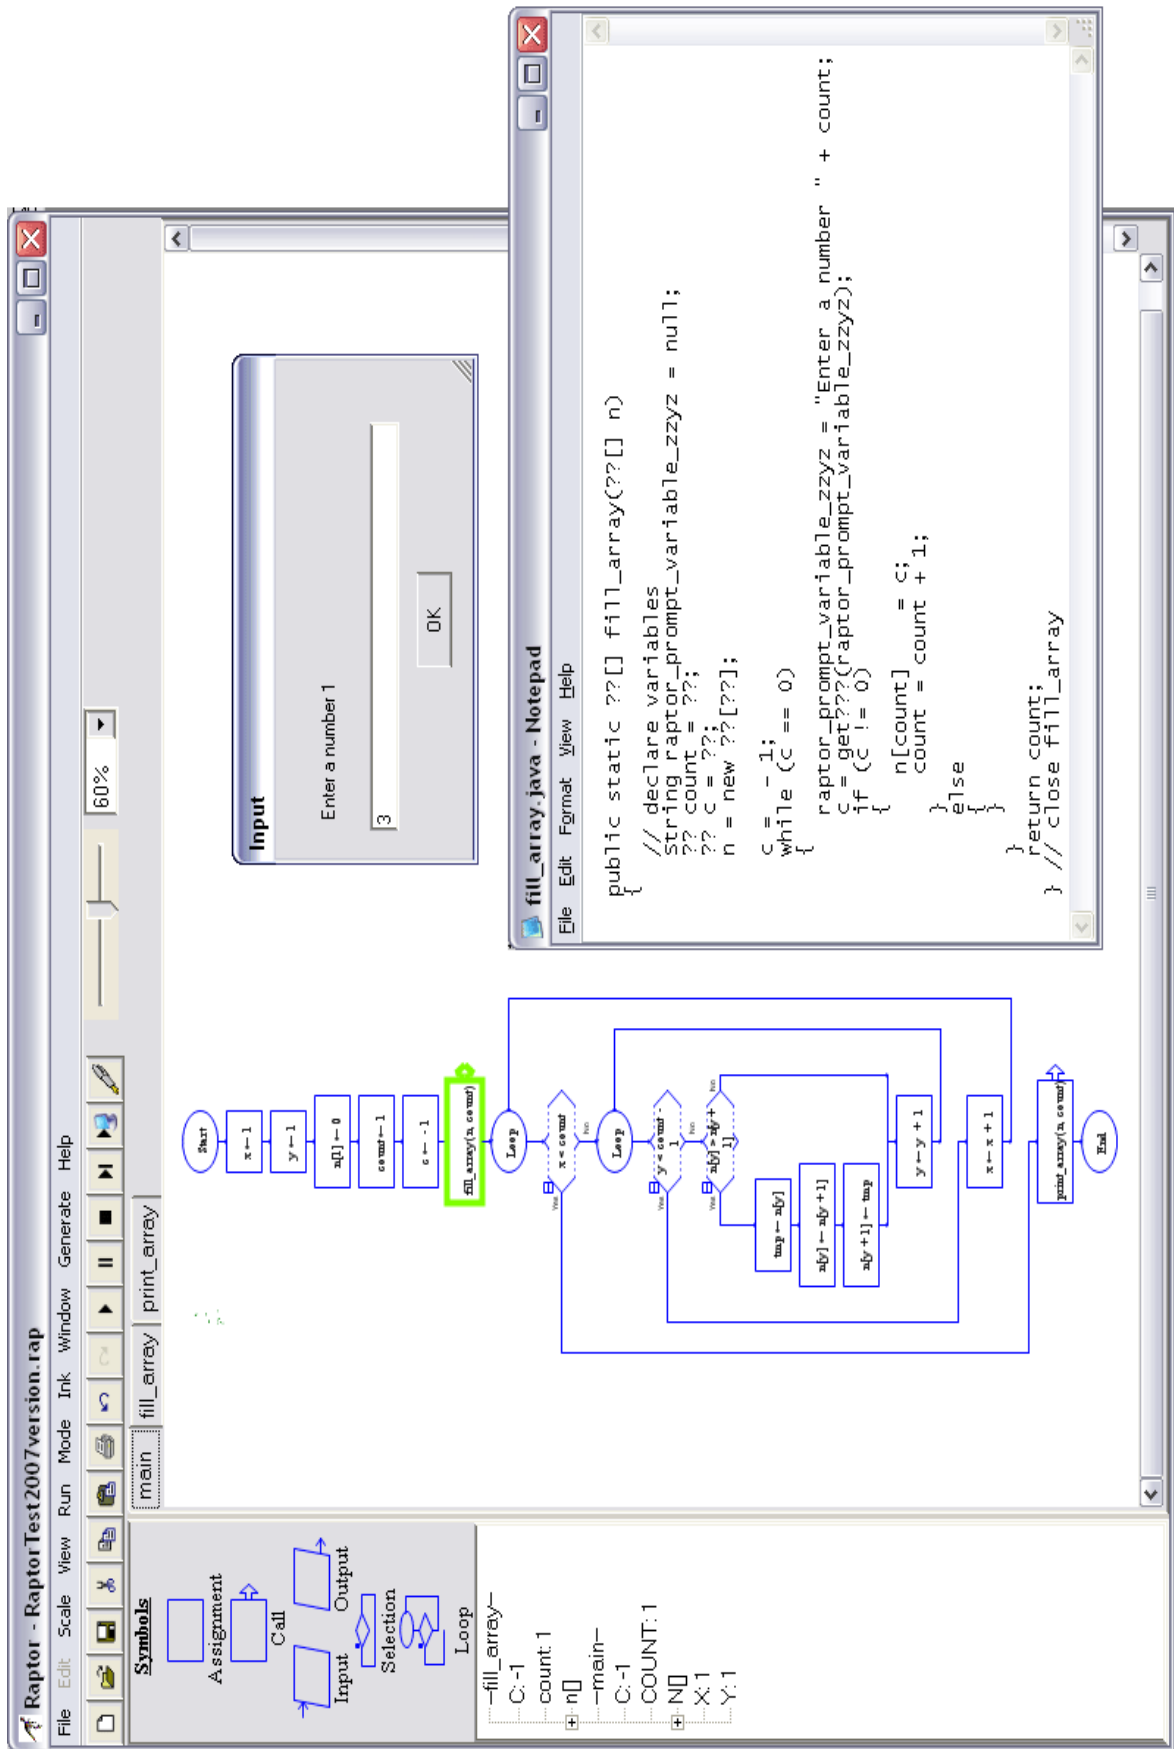 Raptor - RaptorTest2007version.rap
File Edit Scale View Run Mode Ink Window Generate Help
60%
Symbols
Assignment
Call
Input
Output
Selection
Loop
main
fill_array
print_array
--fill_array--
C: -1
count: 1
n[]
--main--
C: -1
COUNT: 1
N[]
X: 1
Y: 1
Start
x ← 1
y ← 1
n[1] ← 0
count ← 1
c ← -1
fill_array(n, count)
Loop
x < count
Yes
No
Loop
y < count -
1
Yes
No
n[y] > n[y +
1]
Yes
No
tmp ← n[y]
n[y] ← n[y +1]
n[y +1] ← tmp
y ← y + 1
x ← x + 1
print_array(n, count)
End
Input
Enter a number 1
3
OK
fill_array.java - Notepad
File Edit Format View Help
public static ??[] fill_array(??[] n)
{
// declare variables
string raptor_prompt_variable_zzyz = null;
?? count = ??;
?? c = ??;
n = new ??[??];
c = - 1;
while (c == 0)
{
raptor_prompt_variable_zzyz = "Enter a number " + count;
c = get???(raptor_prompt_variable_zzyz);
if (c != 0)
{
n[count] = c;
count = count + 1;
}
else
{
}
}
return count;
} // close fill_array